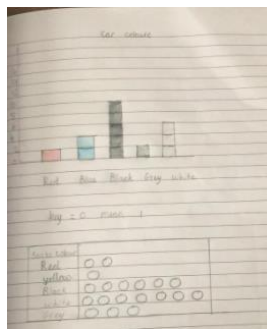 Car colours
Red Blue Black Grey White
key = O means 1
Red
yellow
Black
White
Grey